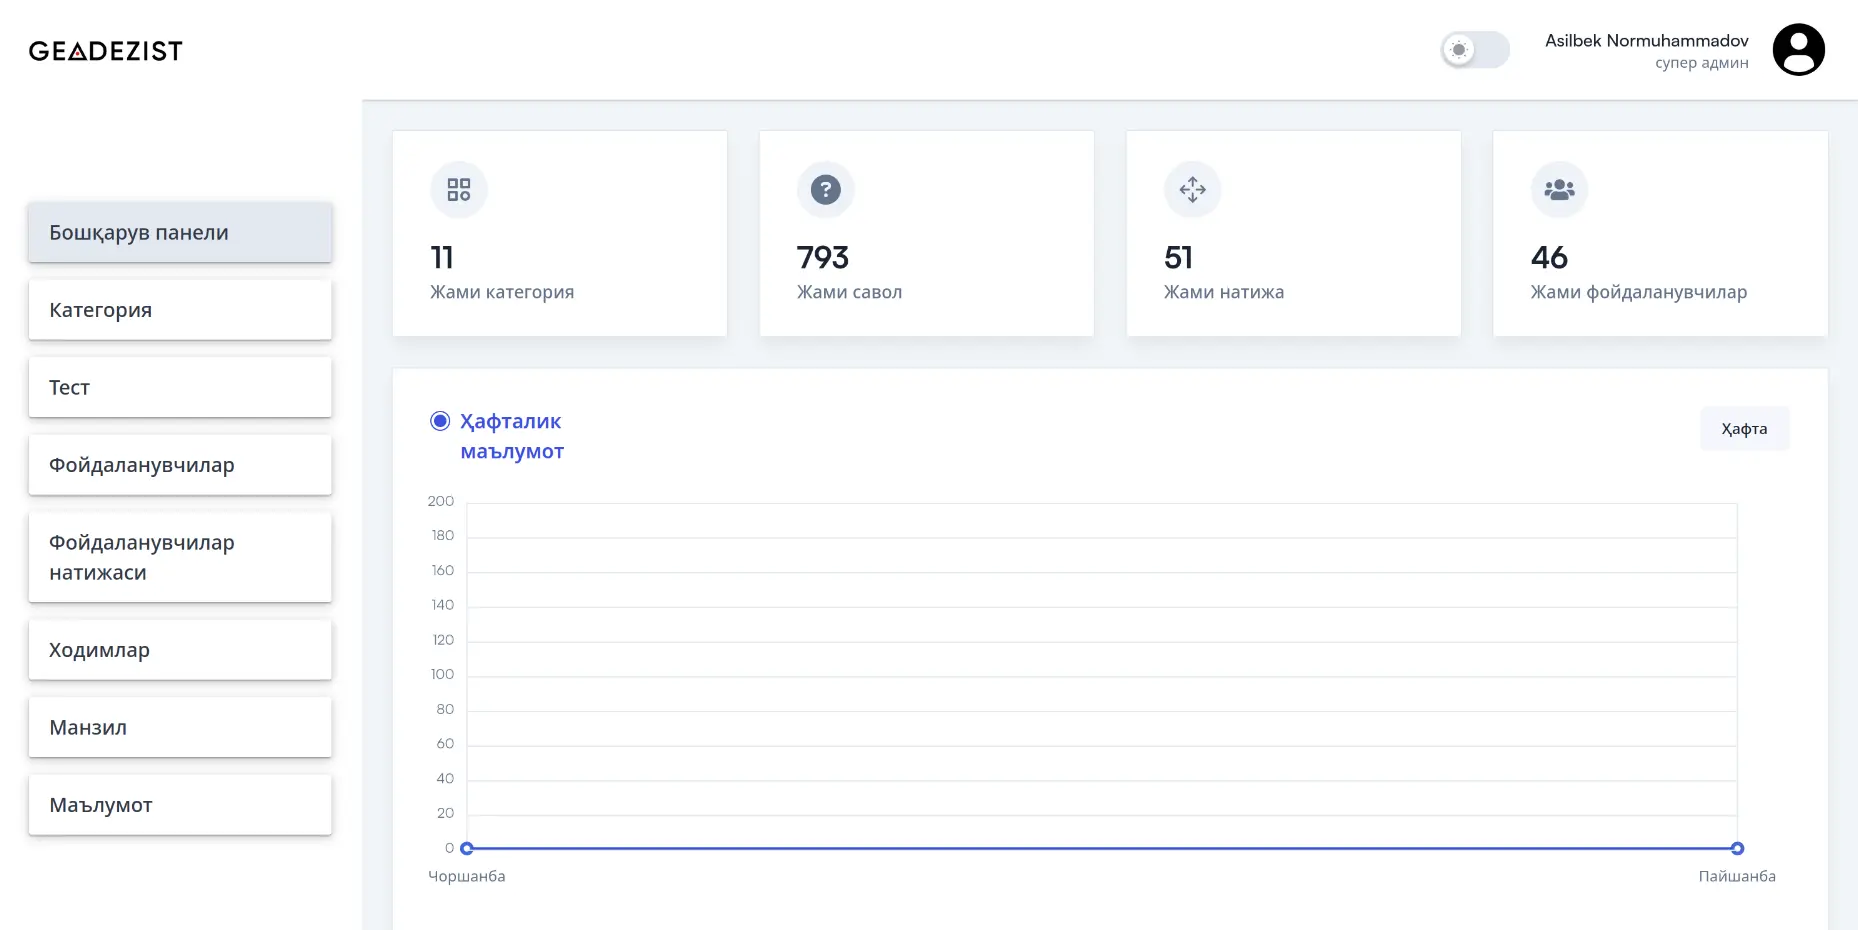 GEADEZIST
Asilbek Normuhammadov
супер админ
Бошқарув панели
Категория
Тест
Фойдаланувчилар
Фойдаланувчилар
натижаси
Ходимлар
Манзил
Маълумот
11
Жами категория
?
793
Жами савол
51
Жами натижа
46
Жами фойдаланувчилар
Ҳафталик
маълумот
Ҳафта
200
180
160
140
120
100
80
60
40
20
0
Чоршанба
Пайшанба